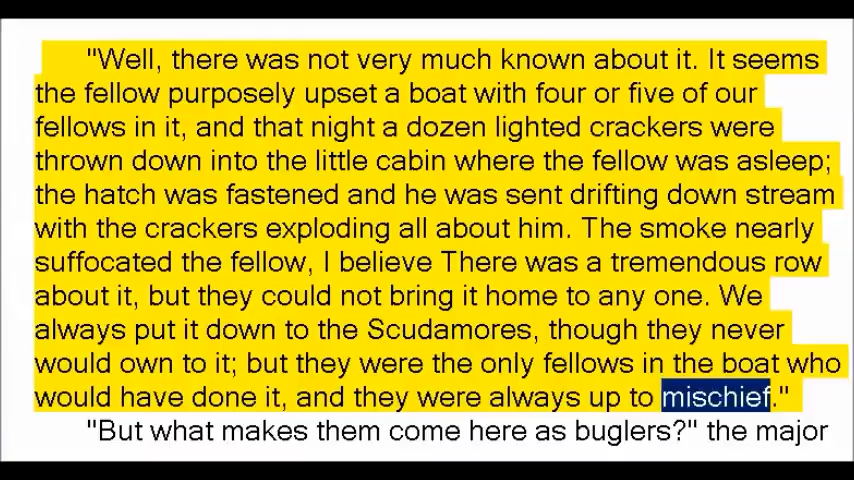 "Well, there was not very much known about it. It seems
the fellow purposely upset a boat with four or five of our
fellows in it, and that night a dozen lighted crackers were
thrown down into the little cabin where the fellow was asleep;
the hatch was fastened and he was sent drifting down stream
with the crackers exploding all about him. The smoke nearly
suffocated the fellow, I believe There was a tremendous row
about it, but they could not bring it home to any one. We
always put it down to the Scudamores, though they never
would own to it; but they were the only fellows in the boat who
would have done it, and they were always up to mischief."
"But what makes them come here as buglers?" the major